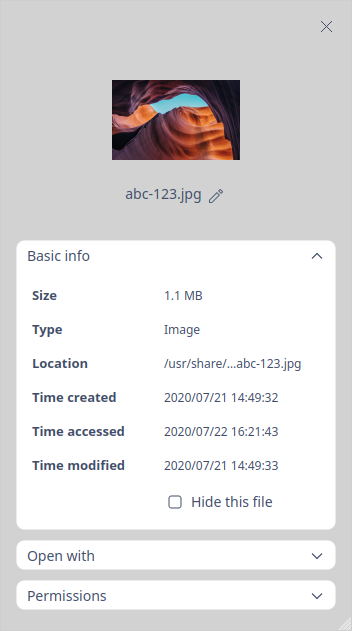 abc-123.jpg
Basic info
Size 1.1 MB
Type Image
Location /usr/share/...abc-123.jpg
Time created 2020/07/21 14:49:32
Time accessed 2020/07/22 16:21:43
Time modified 2020/07/21 14:49:33
Hide this file
Open with
Permissions